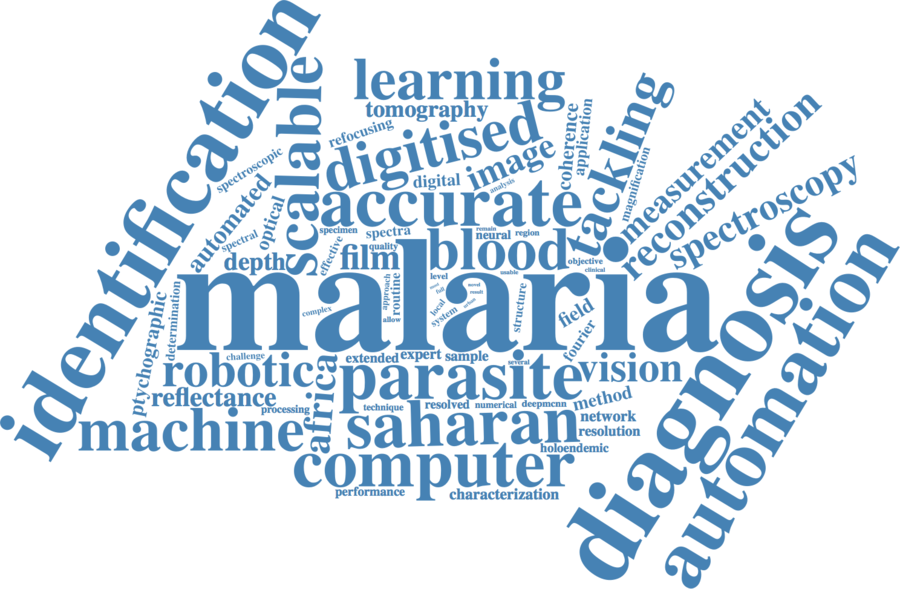 identification
scalable
learning
tomography
refocusing
digitised
digital
image
analysis
coherence
application
tackling
magnification
measurement
reconstruction
spectroscopy
spectroscopic
automated
optical
spectral
accurate
specimen
spectra
remain
neural
region
effective
film
quality
blood
objective
clinical
depth
malaria
approach
routine
allow
level
usable
novel
result
full
local
system
structure
field
fourier
complex
diagnosis
automation
ptychographic
determination
challenge
robotic
reflectance
processing
machine
africa
extended
expert
sample
several
parasite
vision
technique
resolved
numerical
deepmcnn
method
network
resolution
saharan
holoendemic
computer
performance
characterization